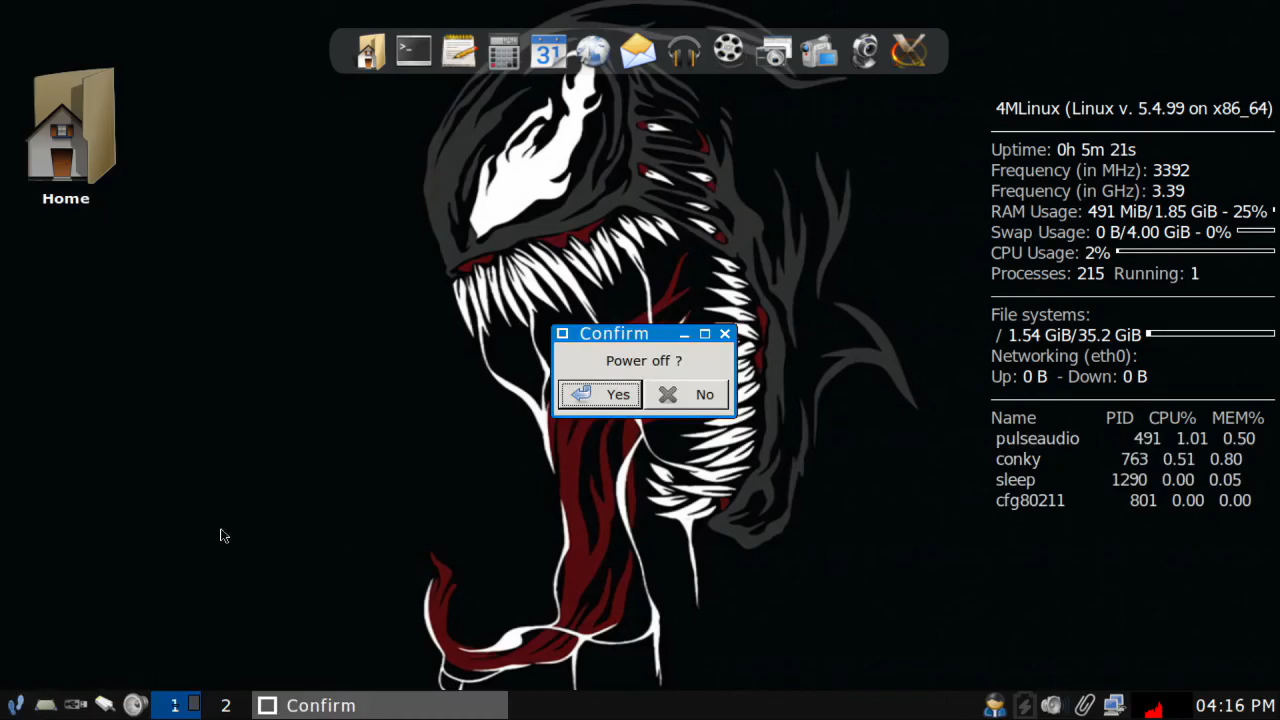 31
Home
4MLinux (Linux v. 5.4.99 on x86_64)
Uptime: 0h 5m 21s
Frequency (in MHz): 3392
Frequency (in GHz): 3.39
RAM Usage: 491 MiB/1.85 GiB - 25%
Swap Usage: 0 B/4.00 GiB - 0%
CPU Usage: 2%
Processes: 215 Running: 1
File systems:
/ 1.54 GiB/35.2 GiB
Networking (eth0):
Up: 0 B - Down: 0 B
Name PID CPU% MEM%
pulseaudio 491 1.01 0.50
conky 763 0.51 0.80
sleep 1290 0.00 0.05
cfg80211 801 0.00 0.00
Confirm
Power off ?
Yes No
1 2 Confirm 04:16 PM